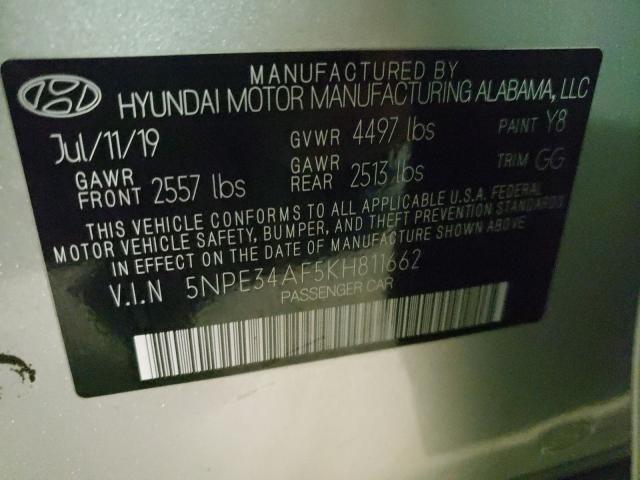 MANUFACTURED BY
HYUNDAI MOTOR MANUFACTURING ALABAMA, LLC
Jul/11/19 GVWR 4497 lbs PAINT Y8
GAWR FRONT 2557 lbs GAWR REAR 2513 lbs TRIM GG
THIS VEHICLE CONFORMS TO ALL APPLICABLE U.S.A. FEDERAL
MOTOR VEHICLE SAFETY, BUMPER, AND THEFT PREVENTION STANDARDS
IN EFFECT ON THE DATE OF MANUFACTURE SHOWN ABOVE.
V.I.N 5NPE34AF5KH811662
PASSENGER CAR